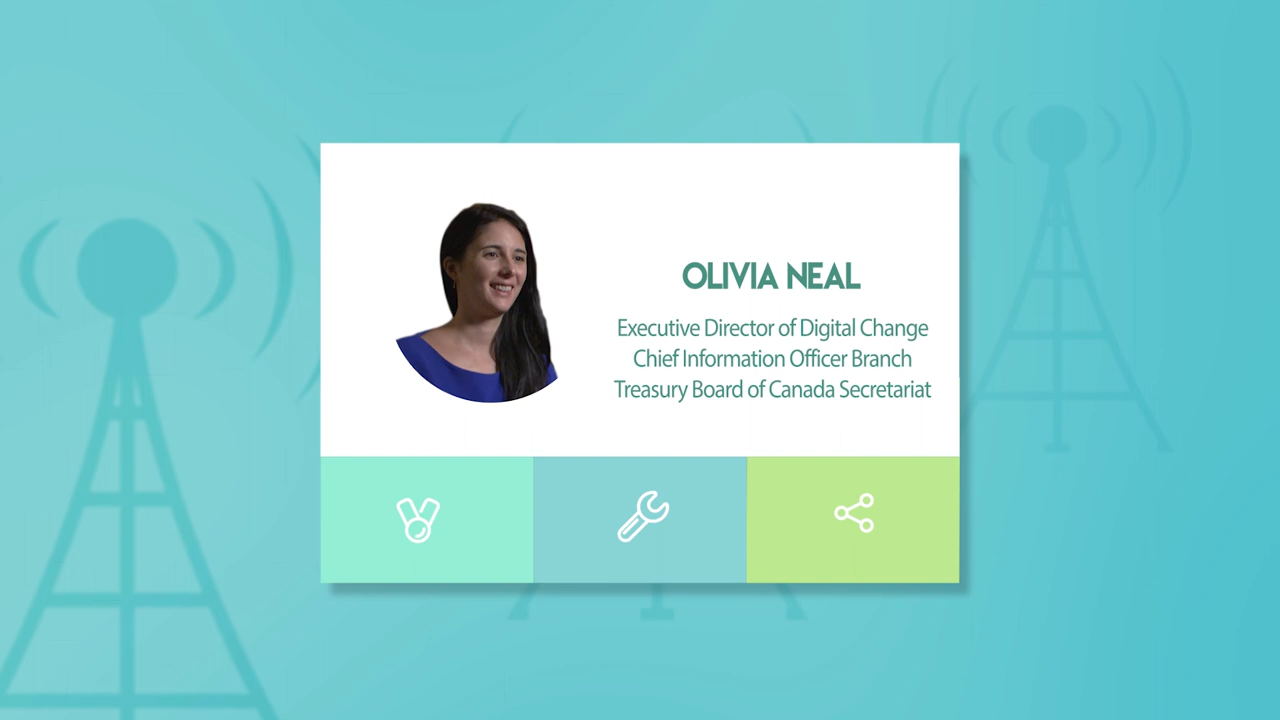 OLIVIA NEAL
Executive Director of Digital Change
Chief Information Officer Branch
Treasury Board of Canada Secretariat